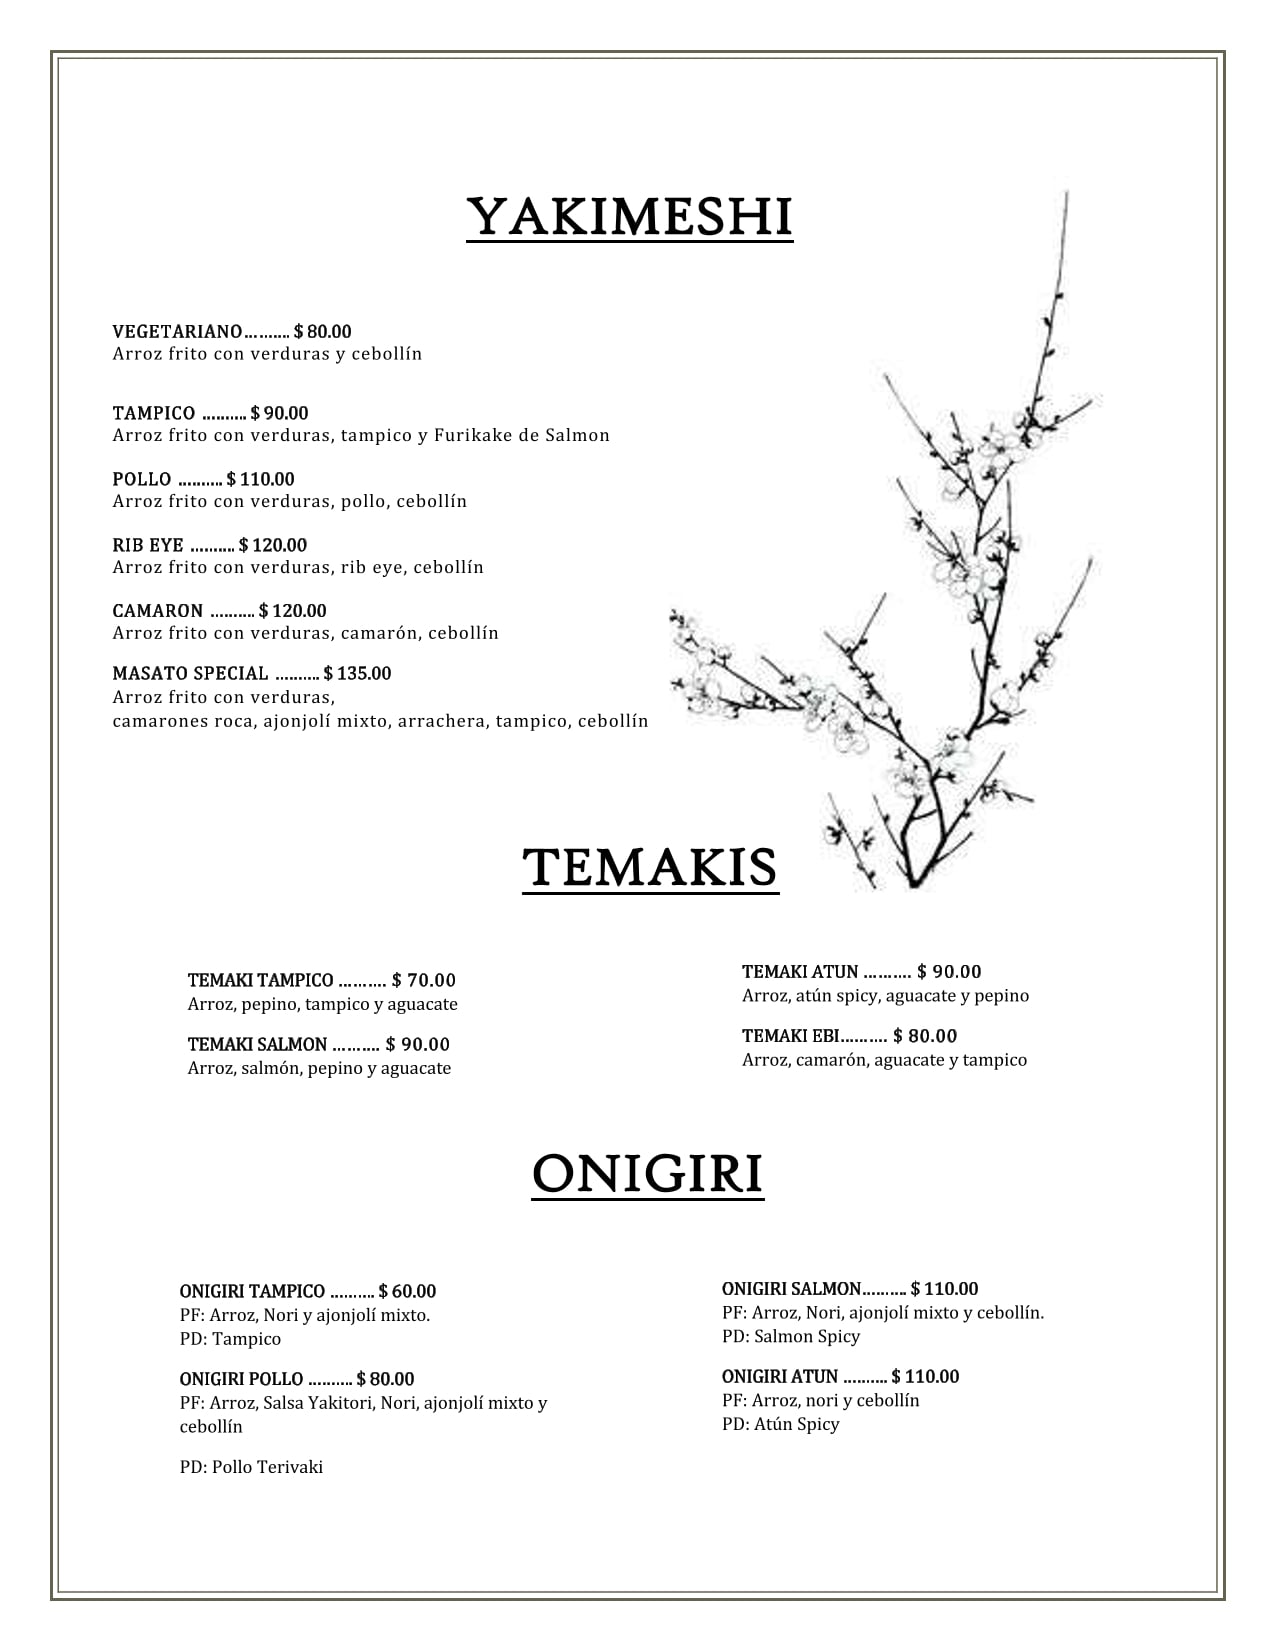 YAKIMESHI
VEGETARIANO.......... $ 80.00
Arroz frito con verduras y cebollín
TAMPICO .......... $ 90.00
Arroz frito con verduras, tampico y Furikake de Salmon
POLLO .......... $ 110.00
Arroz frito con verduras, pollo, cebollín
RIB EYE .......... $ 120.00
Arroz frito con verduras, rib eye, cebollín
CAMARON .......... $ 120.00
Arroz frito con verduras, camarón, cebollín
MASATO SPECIAL .......... $ 135.00
Arroz frito con verduras,
camarones roca, ajonjolí mixto, arrachera, tampico, cebollín
TEMAKIS
TEMAKI TAMPICO .......... $ 70.00
Arroz, pepino, tampico y aguacate
TEMAKI SALMON .......... $ 90.00
Arroz, salmón, pepino y aguacate
TEMAKI ATUN .......... $ 90.00
Arroz, atún spicy, aguacate y pepino
TEMAKI EBI.......... $ 80.00
Arroz, camarón, aguacate y tampico
ONIGIRI
ONIGIRI TAMPICO .......... $ 60.00
PF: Arroz, Nori y ajonjolí mixto.
PD: Tampico
ONIGIRI POLLO .......... $ 80.00
PF: Arroz, Salsa Yakitori, Nori, ajonjolí mixto y
cebollín
PD: Pollo Terivaki
ONIGIRI SALMON.......... $ 110.00
PF: Arroz, Nori, ajonjolí mixto y cebollín.
PD: Salmon Spicy
ONIGIRI ATUN .......... $ 110.00
PF: Arroz, nori y cebollín
PD: Atún Spicy